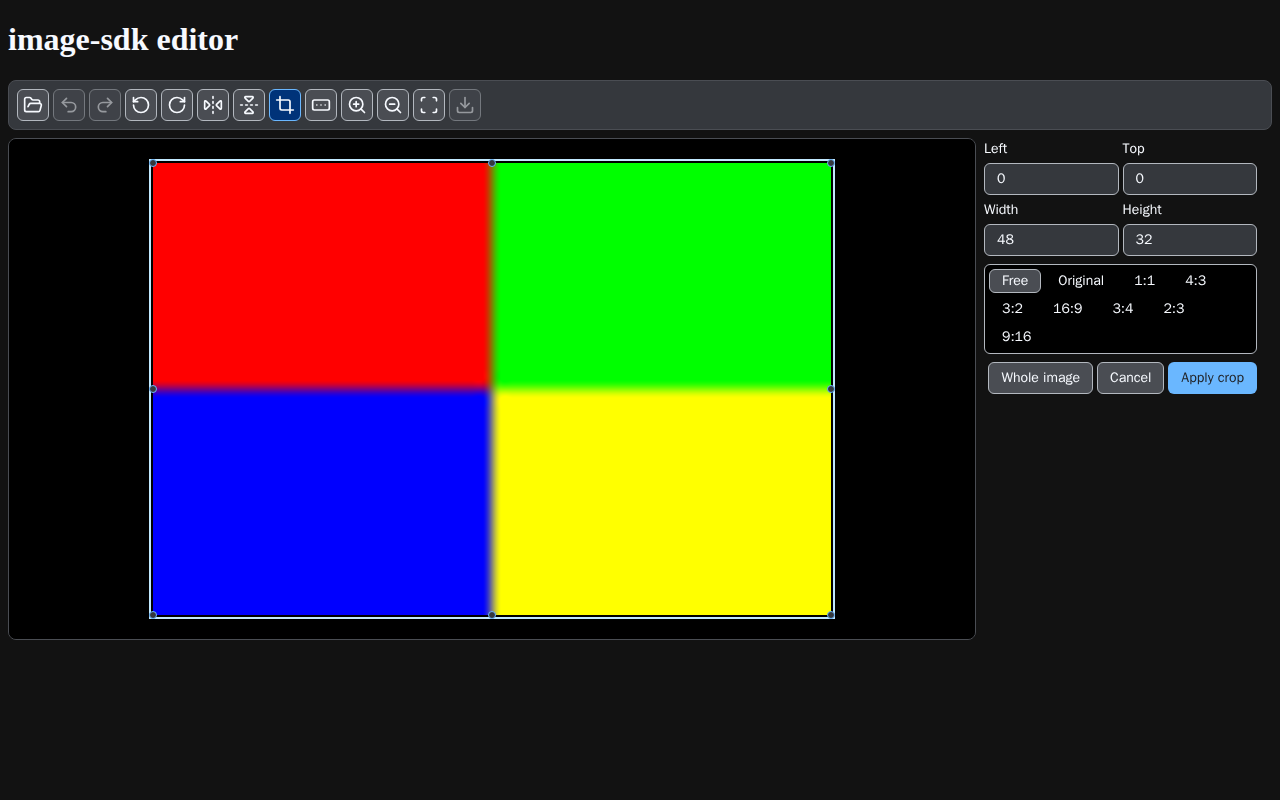 image-sdk editor
Left Top
0 0
Width Height
48 32
Free Original 1:1 4:3
3:2 16:9 3:4 2:3
9:16
Whole image Cancel Apply crop